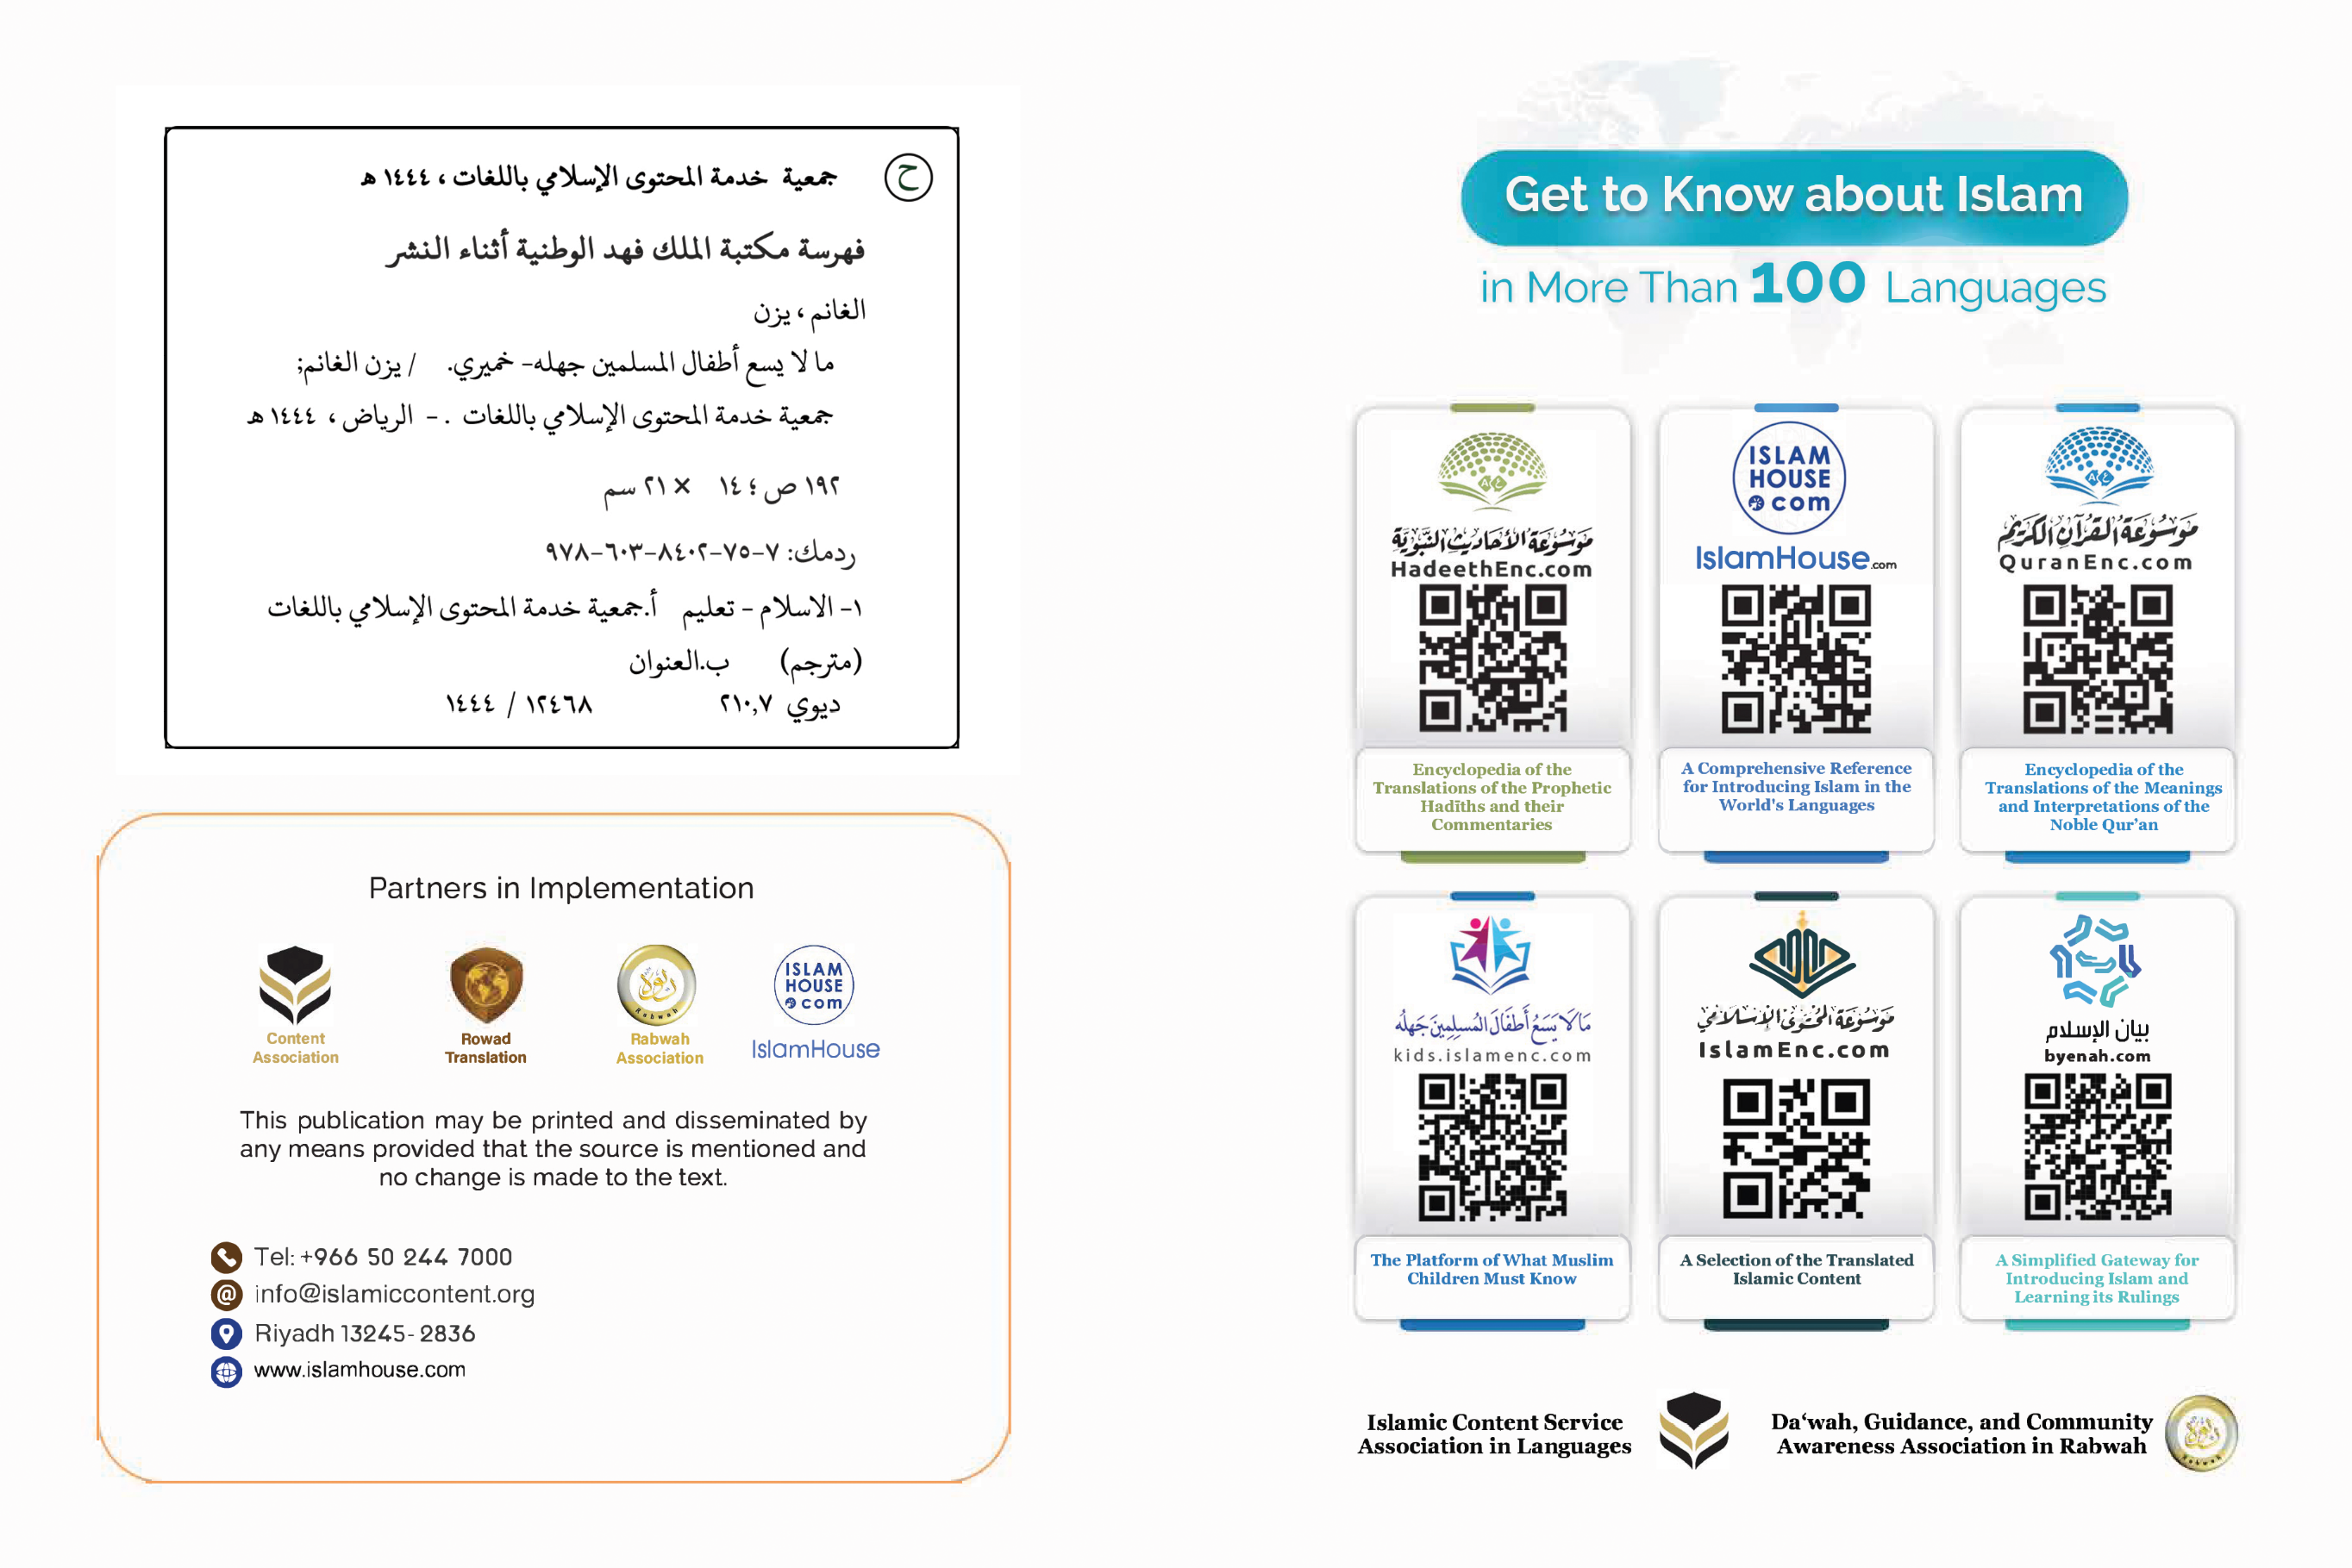 ح
جمعية خدمة المحتوى الإسلامي باللغات ، ١٤٤٤ هـ
فهرسة مكتبة الملك فهد الوطنية أثناء النشر
الغانم ، يزن
ما لا يسع أطفال المسلمين جهله- خميري. / يزن الغانم;
جمعية خدمة المحتوى الإسلامي باللغات .- الرياض ، ١٤٤٤ هـ
١٩٢ ص ؛ ١٤ × ٢١ سم
ردمك: ٧-٧٥-٨٤٠٢-٦٠٣-٩٧٨
١- الاسلام - تعليم أ.جمعية خدمة المحتوى الإسلامي باللغات
(مترجم) ب.العنوان
ديوي ٢١٠,٧ ١٢٤٦٨ / ١٤٤٤
Partners in Implementation
Content
Association
Rowad
Translation
Rabwah
Rabwah
Association
ISLAM
HOUSE
com
IslamHouse
This publication may be printed and disseminated by
any means provided that the source is mentioned and
no change is made to the text.
Tel: +966 50 244 7000
info@islamiccontent.org
Riyadh 13245- 2836
www.islamhouse.com
Get to Know about Islam
in More Than 100 Languages
موسوعة الأحاديث النبوية
HadeethEnc.com
Encyclopedia of the
Translations of the Prophetic
Hadīths and their
Commentaries
ISLAM
HOUSE
com
IslamHouse.com
A Comprehensive Reference
for Introducing Islam in the
World's Languages
موسوعة القرآن الكريم
QuranEnc.com
Encyclopedia of the
Translations of the Meanings
and Interpretations of the
Noble Qur’an
مَا لَا يَسَعُ أَطْفَالَ المُسْلِمِينَ جَهْلُه
kids.islamenc.com
The Platform of What Muslim
Children Must Know
موسوعة المحتوى الإسلامي
IslamEnc.com
A Selection of the Translated
Islamic Content
بيان الإسلام
byenah.com
A Simplified Gateway for
Introducing Islam and
Learning its Rulings
Islamic Content Service
Association in Languages
Da‘wah, Guidance, and Community
Awareness Association in Rabwah
Rabwah